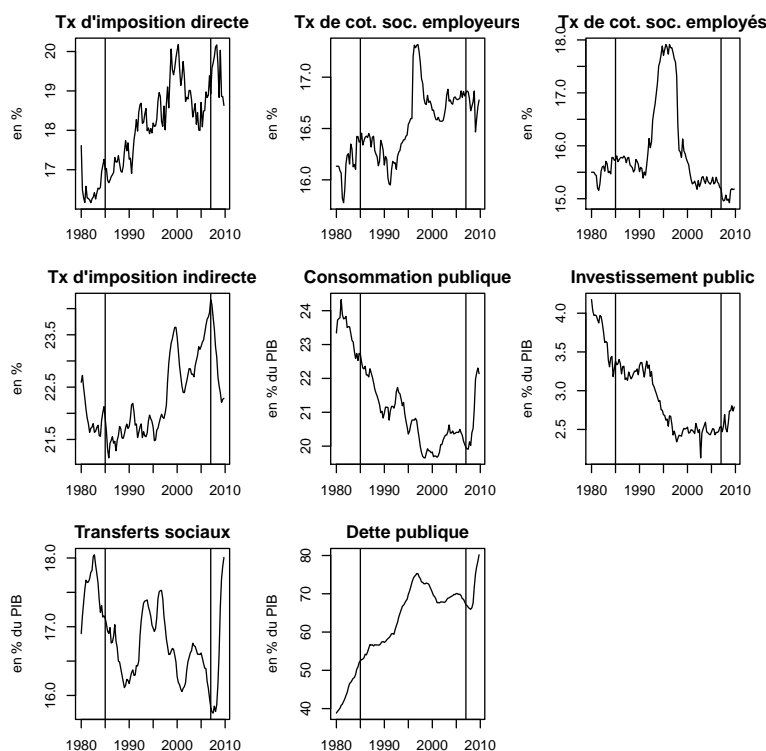 Tx d'imposition directe
en %
20
19
18
17
1980 1990 2000 2010
Tx de cot. soc. employeurs
en %
17.0
16.5
16.0
1980 1990 2000 2010
Tx de cot. soc. employés
en %
18.0
17.0
16.0
15.0
1980 1990 2000 2010
Tx d'imposition indirecte
en %
23.5
22.5
21.5
1980 1990 2000 2010
Consommation publique
en % du PIB
24
23
22
21
20
1980 1990 2000 2010
Investissement public
en % du PIB
4.0
3.5
3.0
2.5
1980 1990 2000 2010
Transferts sociaux
en % du PIB
18.0
17.0
16.0
1980 1990 2000 2010
Dette publique
en % du PIB
80
70
60
50
40
1980 1990 2000 2010